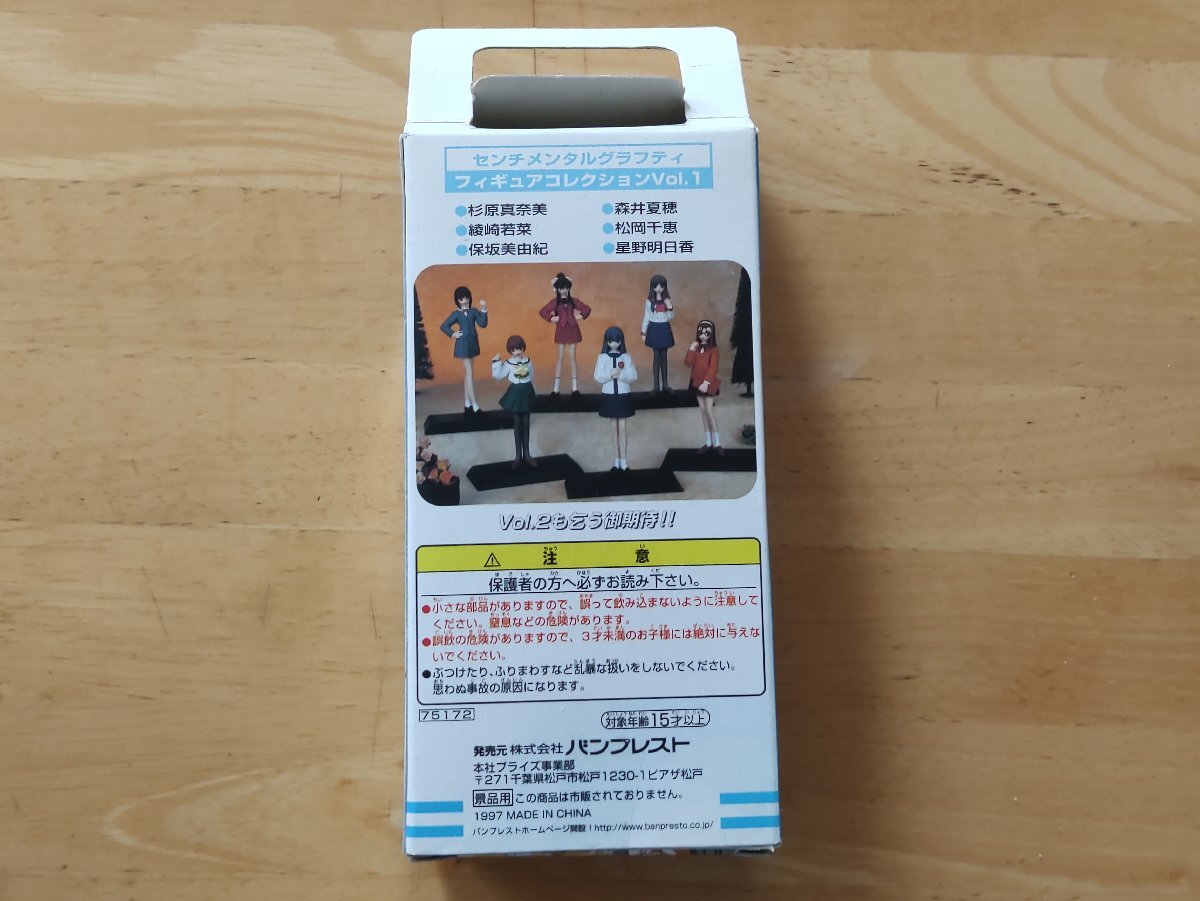 センチメンタルグラフティ
フィギュアコレクションVol.1
●杉原真奈美 ●森井夏穂
●綾崎若菜 ●松岡千恵
●保坂美由紀 ●星野明日香
Vol.2も乞う御期待!!
⚠ 注意
保護者の方へ必ずお読み下さい。
●小さな部品がありますので、誤って飲み込まないように注意して
ください。窒息などの危険があります。
●誤飲の危険がありますので、3才未満のお子様には絶対に与えな
いでください。
●ぶつけたり、ふりまわすなど乱暴な扱いをしないでください。
思わぬ事故の原因になります。
75172
対象年齢15才以上
発売元 株式会社 バンプレスト
本社プライズ事業部
〒271千葉県松戸市松戸1230-1ピアザ松戸
景品用 この商品は市販されておりません。
1997 MADE IN CHINA
バンプレストホームページ開設!http://www.banpresto.co.jp/